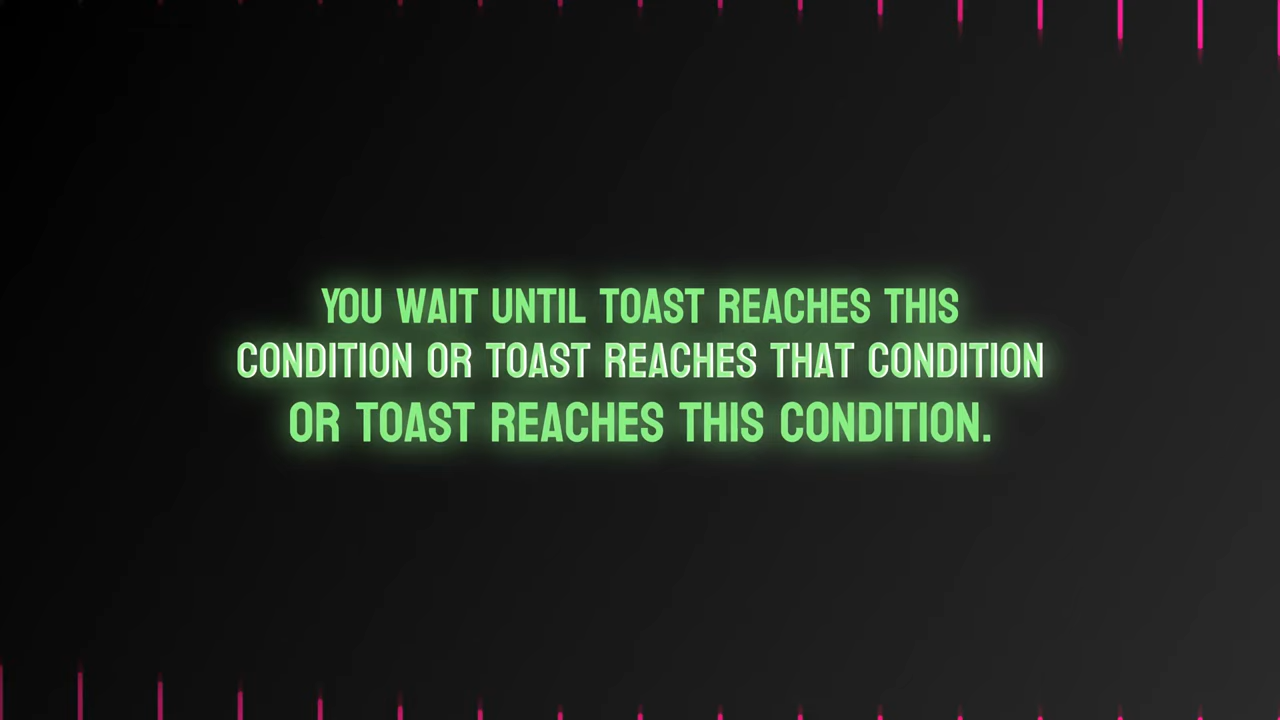 YOU WAIT UNTIL TOAST REACHES THIS
CONDITION OR TOAST REACHES THAT CONDITION
OR TOAST REACHES THIS CONDITION.